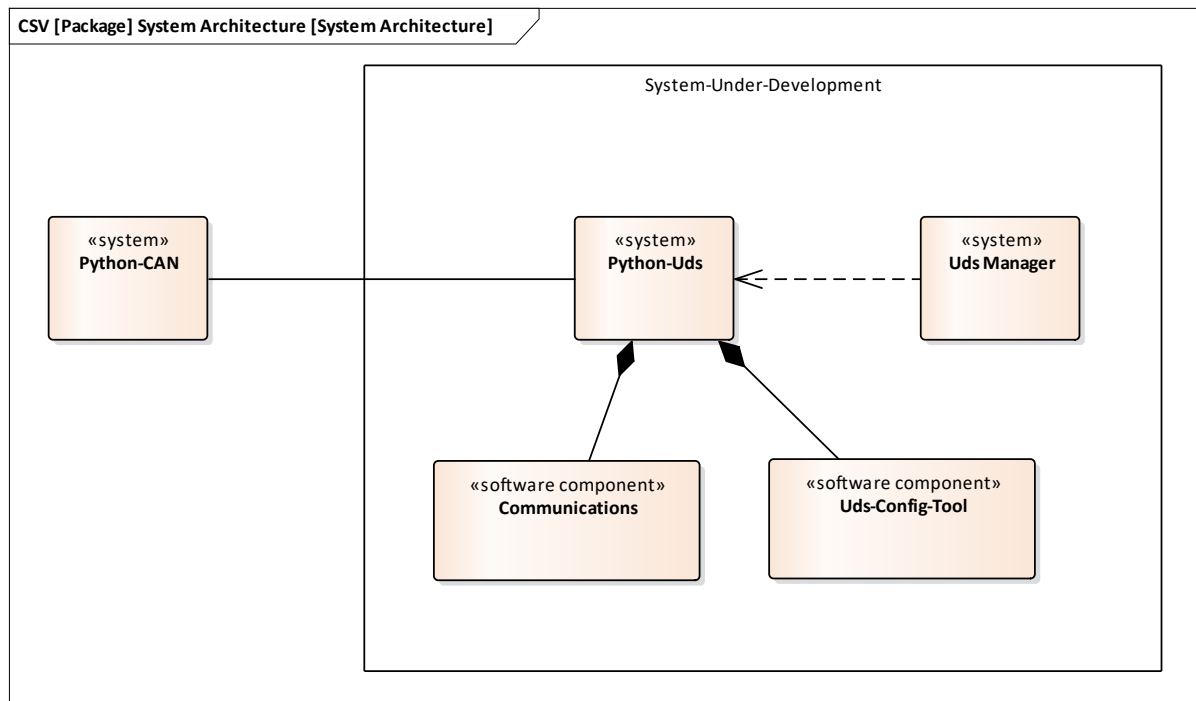 CSV [Package] System Architecture [System Architecture]
System-Under-Development
«system»
Python-CAN
«system»
Python-Uds
«system»
Uds Manager
«software component»
Communications
«software component»
Uds-Config-Tool